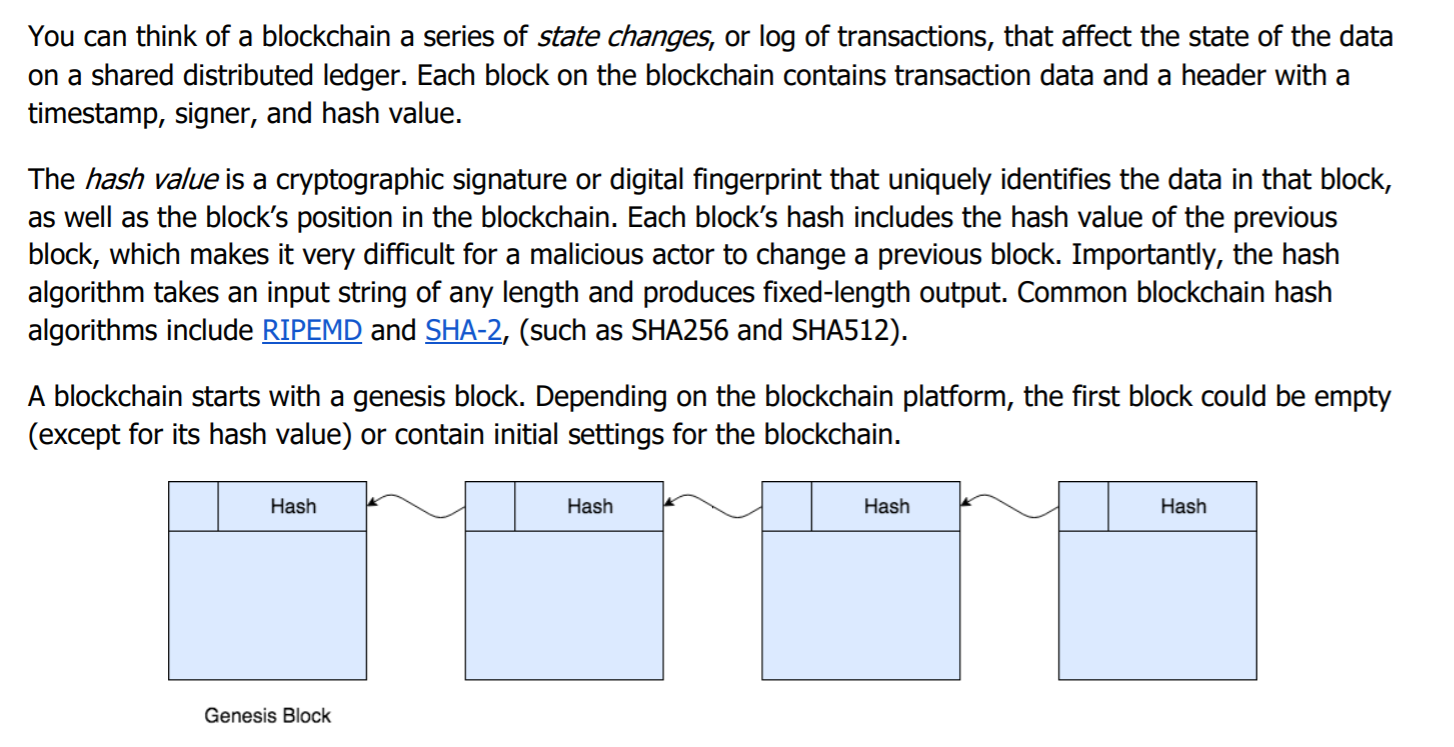 You can think of a blockchain a series of state changes, or log of transactions, that affect the state of the data
on a shared distributed ledger. Each block on the blockchain contains transaction data and a header with a
timestamp, signer, and hash value.
The hash value is a cryptographic signature or digital fingerprint that uniquely identifies the data in that block,
as well as the block’s position in the blockchain. Each block’s hash includes the hash value of the previous
block, which makes it very difficult for a malicious actor to change a previous block. Importantly, the hash
algorithm takes an input string of any length and produces fixed-length output. Common blockchain hash
algorithms include RIPEMD and SHA-2, (such as SHA256 and SHA512).
A blockchain starts with a genesis block. Depending on the blockchain platform, the first block could be empty
(except for its hash value) or contain initial settings for the blockchain.
Hash Hash Hash Hash
Genesis Block